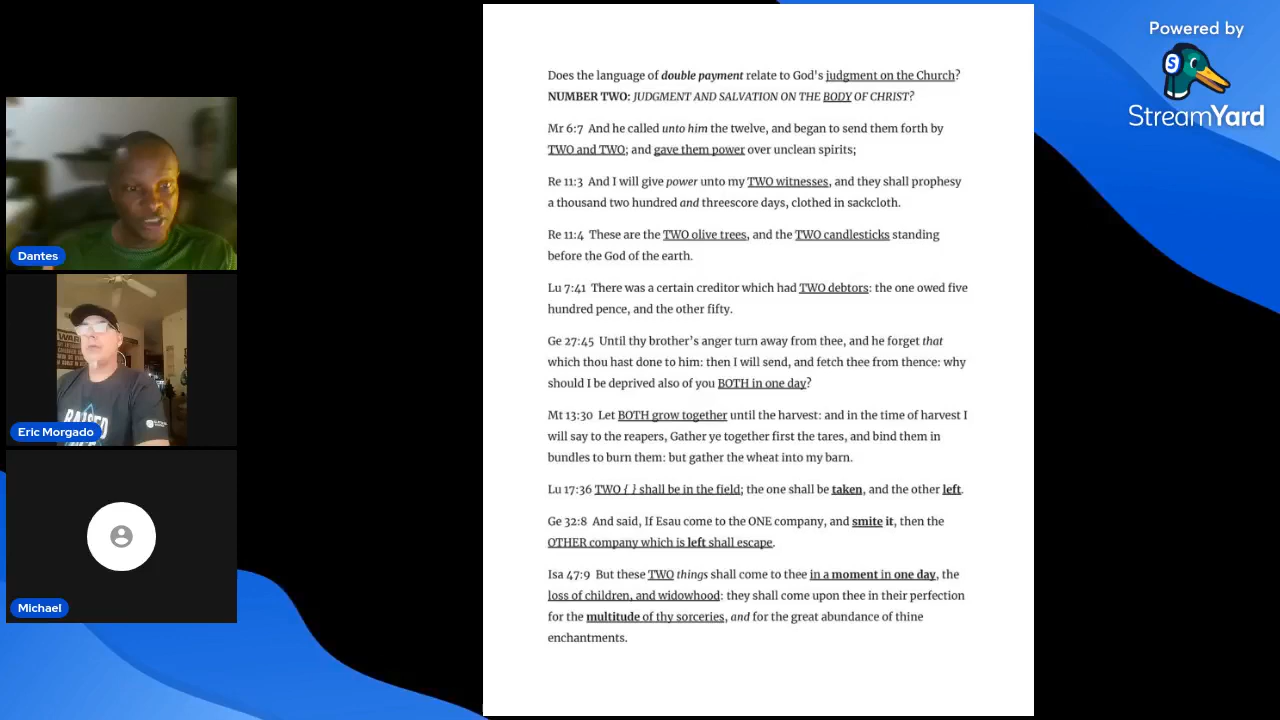 Powered by
StreamYard
Does the language of double payment relate to God's judgment on the Church?
NUMBER TWO: JUDGMENT AND SALVATION ON THE BODY OF CHRIST?
Mr 6:7 And he called unto him the twelve, and began to send them forth by
TWO and TWO; and gave them power over unclean spirits;
Re 11:3 And I will give power unto my TWO witnesses, and they shall prophesy
a thousand two hundred and threescore days, clothed in sackcloth.
Re 11:4 These are the TWO olive trees, and the TWO candlesticks standing
before the God of the earth.
Lu 7:41 There was a certain creditor which had TWO debtors: the one owed five
hundred pence, and the other fifty.
Ge 27:45 Until thy brother's anger turn away from thee, and he forget that
which thou hast done to him: then I will send, and fetch thee from thence: why
should I be deprived also of you BOTH in one day?
Mt 13:30 Let BOTH grow together until the harvest: and in the time of harvest I
will say to the reapers, Gather ye together first the tares, and bind them in
bundles to burn them: but gather the wheat into my barn.
Lu 17:36 TWO { } shall be in the field; the one shall be taken, and the other left.
Ge 32:8 And said, If Esau come to the ONE company, and smite it, then the
OTHER company which is left shall escape.
Isa 47:9 But these TWO things shall come to thee in a moment in one day, the
loss of children, and widowhood: they shall come upon thee in their perfection
for the multitude of thy sorceries, and for the great abundance of thine
enchantments.
Dantes
Eric Morgado
Michael